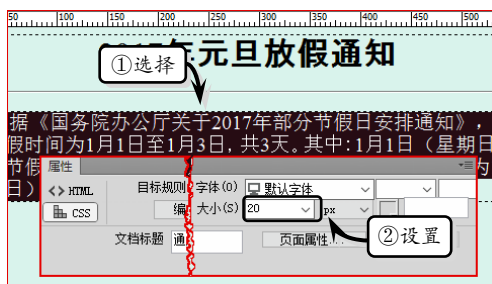 50 100 150 200 250 300 350 400 450 500
年元旦放假通知
①选择
据《国务院办公厅关于2017年部分节假日安排通知》，
假时间为1月1日至1月3日，共3天。其中：1月1日（星期日
节假
为
日）
属性
<> HTML 目标规则 字体(O) 默认字体
CSS 编 大小(S) 20 px
②设置
文档标题 通 页面属性...